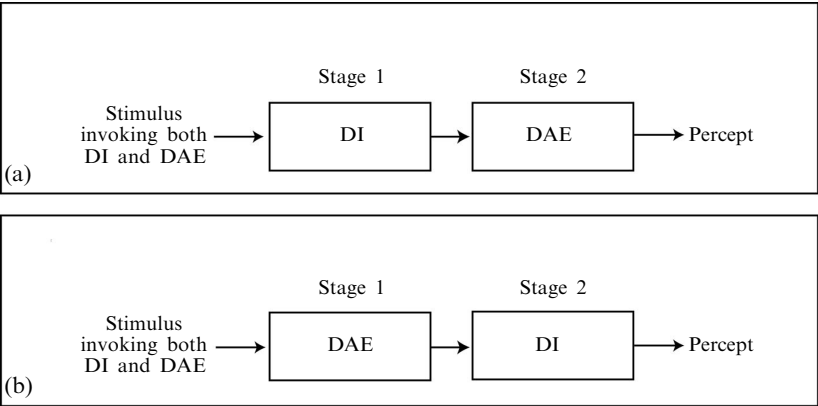 Stage 1
Stage 2
Stimulus
invoking both
DI and DAE
DI
DAE
Percept
(a)
Stage 1
Stage 2
Stimulus
invoking both
DI and DAE
DAE
DI
Percept
(b)